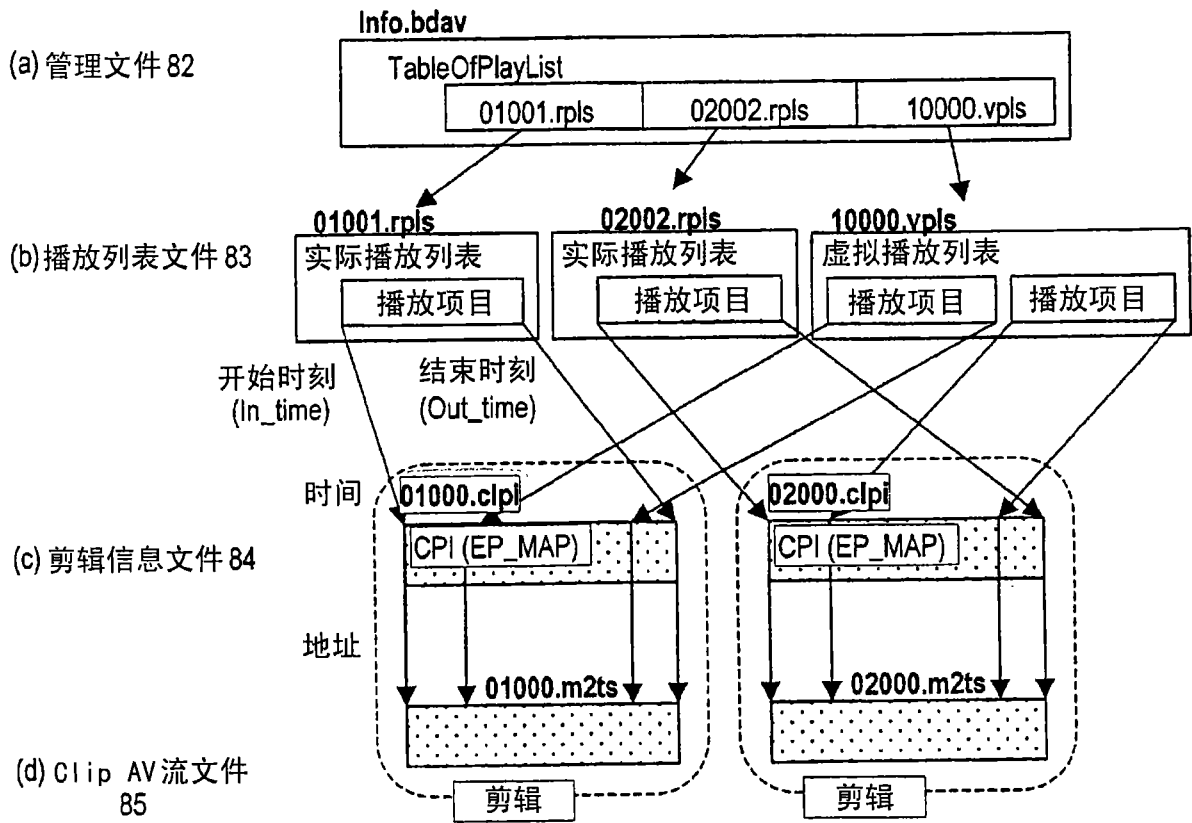 Info.bdav
(a) 管理文件 82
TableOfPlayList
01001.rpls 02002.rpls 10000.vpls
01001.rpls 02002.rpls 10000.vpls
(b) 播放列表文件 83
实际播放列表 实际播放列表 虚拟播放列表
播放项目 播放项目 播放项目 播放项目
开始时刻 结束时刻
(In_time) (Out_time)
时间 01000.clpi 02000.clpi
(c) 剪辑信息文件 84
CPI (EP_MAP) CPI (EP_MAP)
地址
01000.m2ts 02000.m2ts
(d) Clip AV流文件
85
剪辑 剪辑